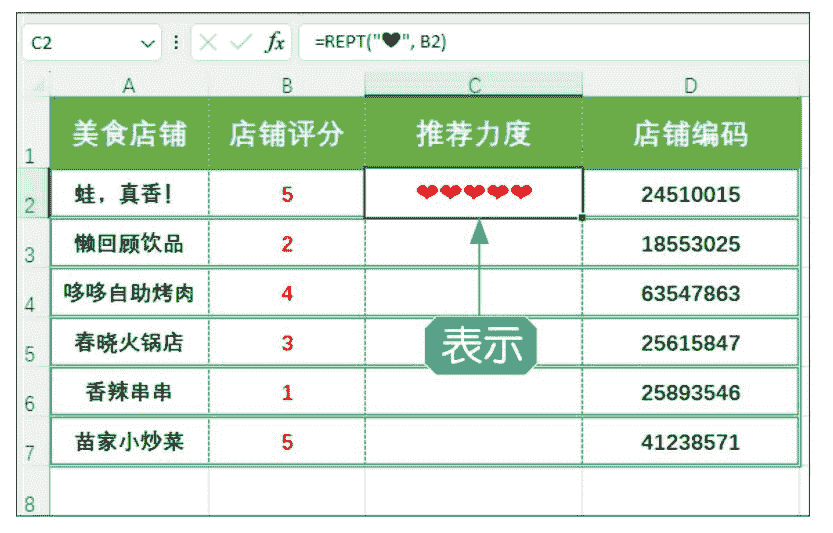 C2 fx =REPT("❤", B2)
A B C D
1 美食店铺 店铺评分 推荐力度 店铺编码
2 蛙，真香！ 5 ❤❤❤❤❤ 24510015
3 懒回顾饮品 2 18553025
4 哆哆自助烤肉 4 63547863
表示
5 春晓火锅店 3 25615847
6 香辣串串 1 25893546
7 苗家小炒菜 5 41238571
8